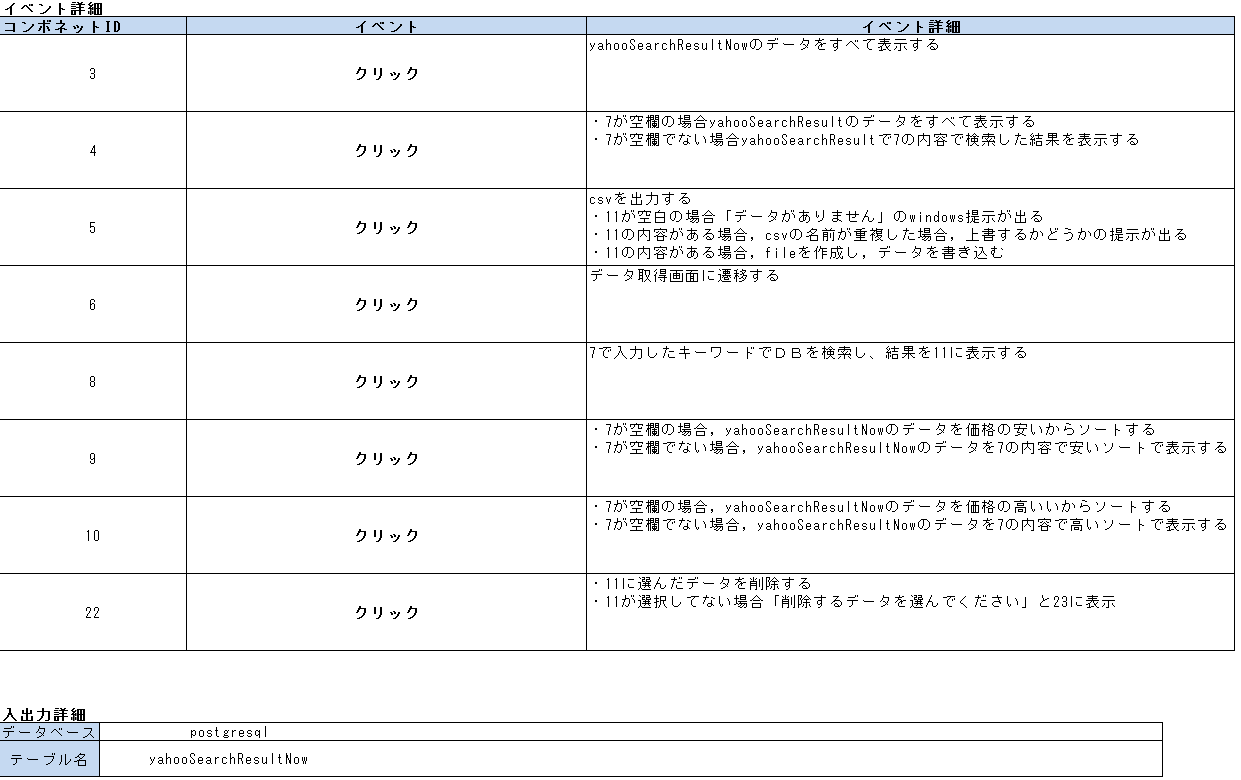 イベント詳細
コンボネットID イベント イベント詳細
3 クリック yahooSearchResultNowのデータをすべて表示する
4 クリック ・7が空欄の場合yahooSearchResultのデータをすべて表示する
・7が空欄でない場合yahooSearchResultで7の内容で検索した結果を表示する
5 クリック csvを出力する
・11が空白の場合「データがありません」のwindows提示が出る
・11の内容がある場合，csvの名前が重複した場合，上書するかどうかの提示が出る
・11の内容がある場合，fileを作成し，データを書き込む
6 クリック データ取得画面に遷移する
8 クリック 7で入力したキーワードでＤＢを検索し、結果を11に表示する
9 クリック ・7が空欄の場合，yahooSearchResultNowのデータを価格の安いからソートする
・7が空欄でない場合，yahooSearchResultNowのデータを7の内容で安いソートで表示する
10 クリック ・7が空欄の場合，yahooSearchResultNowのデータを価格の高いいからソートする
・7が空欄でない場合，yahooSearchResultNowのデータを7の内容で高いソートで表示する
22 クリック ・11に選んだデータを削除する
・11が選択してない場合「削除するデータを選んでください」と23に表示
入出力詳細
データベース postgresql
テーブル名 yahooSearchResultNow